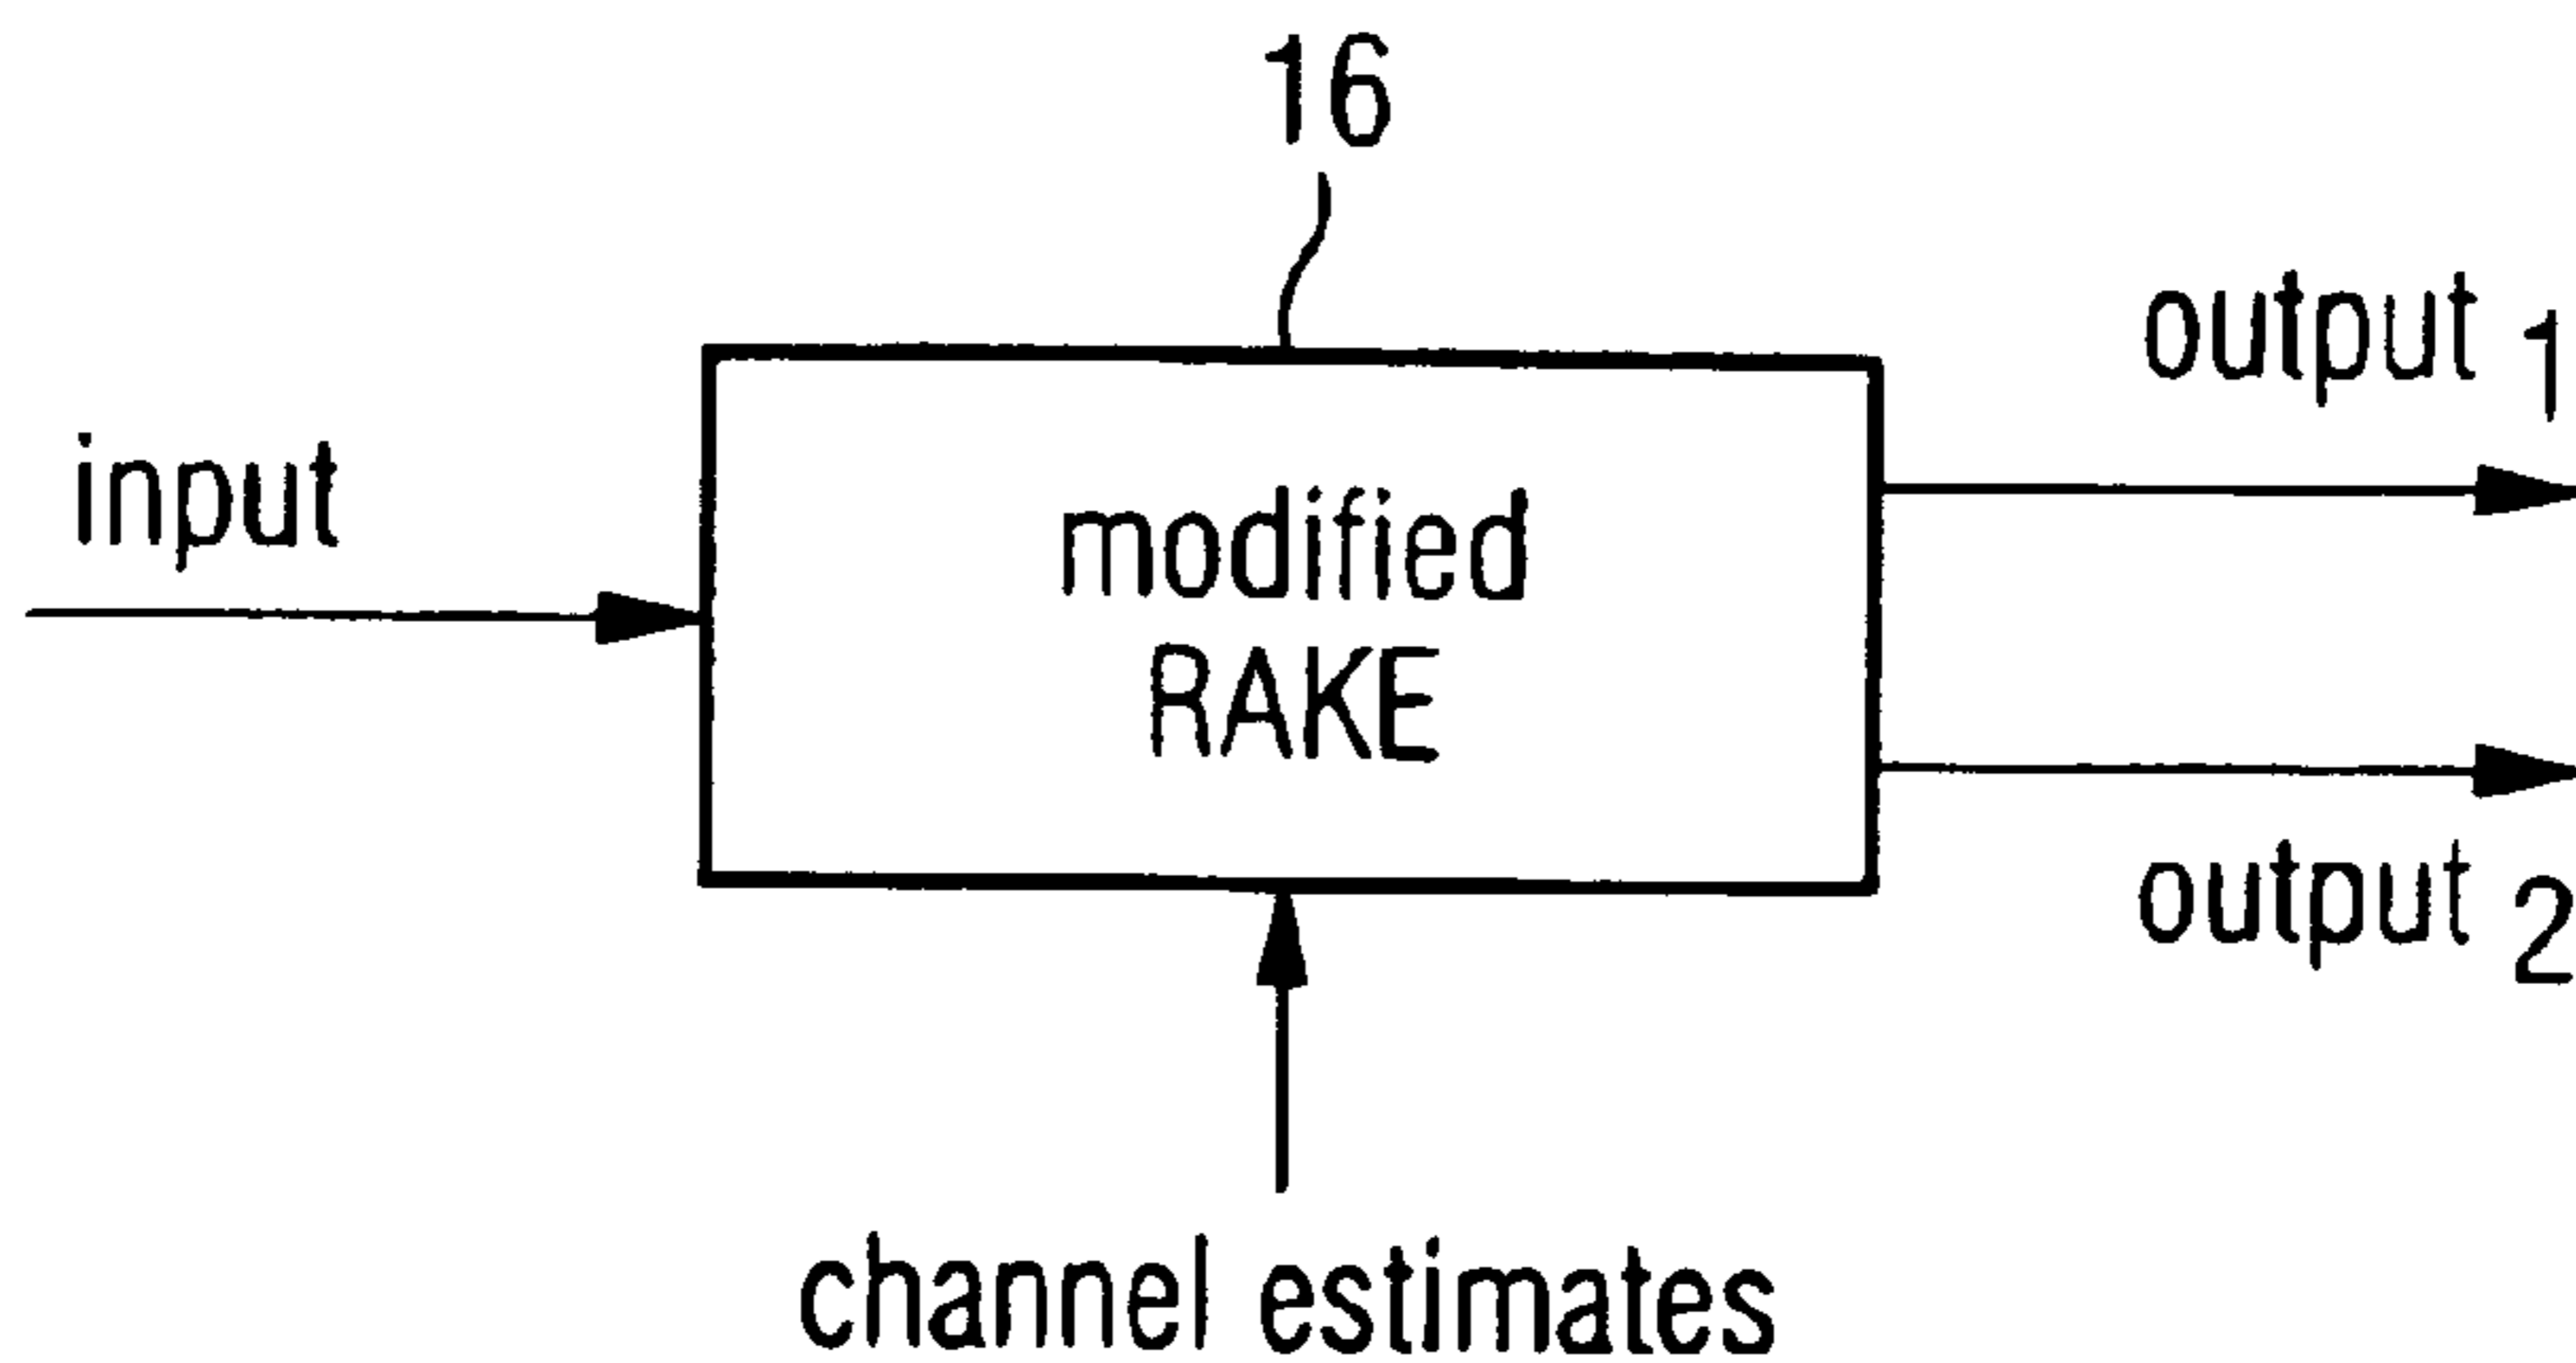 16
output 1
input
modified
RAKE
output 2
channel estimates